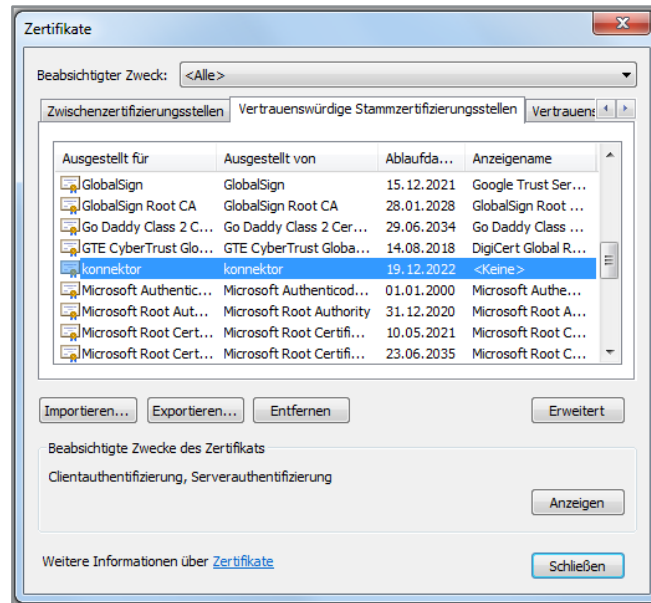 Zertifikate
Beabsichtigter Zweck: <Alle>
Zwischenzertifizierungsstellen Vertrauenswürdige Stammzertifizierungsstellen Vertrauens
Ausgestellt für Ausgestellt von Ablaufda... Anzeigename
GlobalSign GlobalSign 15.12.2021 Google Trust Ser...
GlobalSign Root CA GlobalSign Root CA 28.01.2028 GlobalSign Root ...
Go Daddy Class 2 C... Go Daddy Class 2 Cer... 29.06.2034 Go Daddy Class ...
GTE CyberTrust Glo... GTE CyberTrust Globa... 14.08.2018 DigiCert Global R...
konnektor konnektor 19.12.2022 <Keine>
Microsoft Authentic... Microsoft Authenticod... 01.01.2000 Microsoft Authe...
Microsoft Root Aut... Microsoft Root Authority 31.12.2020 Microsoft Root A...
Microsoft Root Cert... Microsoft Root Certifi... 10.05.2021 Microsoft Root C...
Microsoft Root Cert... Microsoft Root Certifi... 23.06.2035 Microsoft Root C...
Importieren... Exportieren... Entfernen Erweitert
Beabsichtigte Zwecke des Zertifikats
Clientauthentifizierung, Serverauthentifizierung
Anzeigen
Weitere Informationen über Zertifikate
Schließen